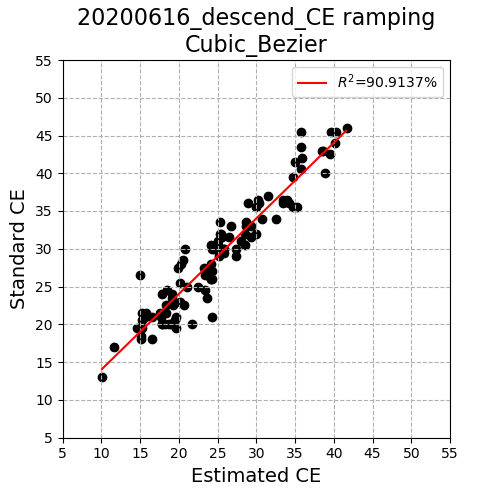 20200616_descend_CE ramping
Cubic_Bezier
R²=90.9137%
Standard CE
55
50
45
40
35
30
25
20
15
10
5
5 10 15 20 25 30 35 40 45 50 55
Estimated CE